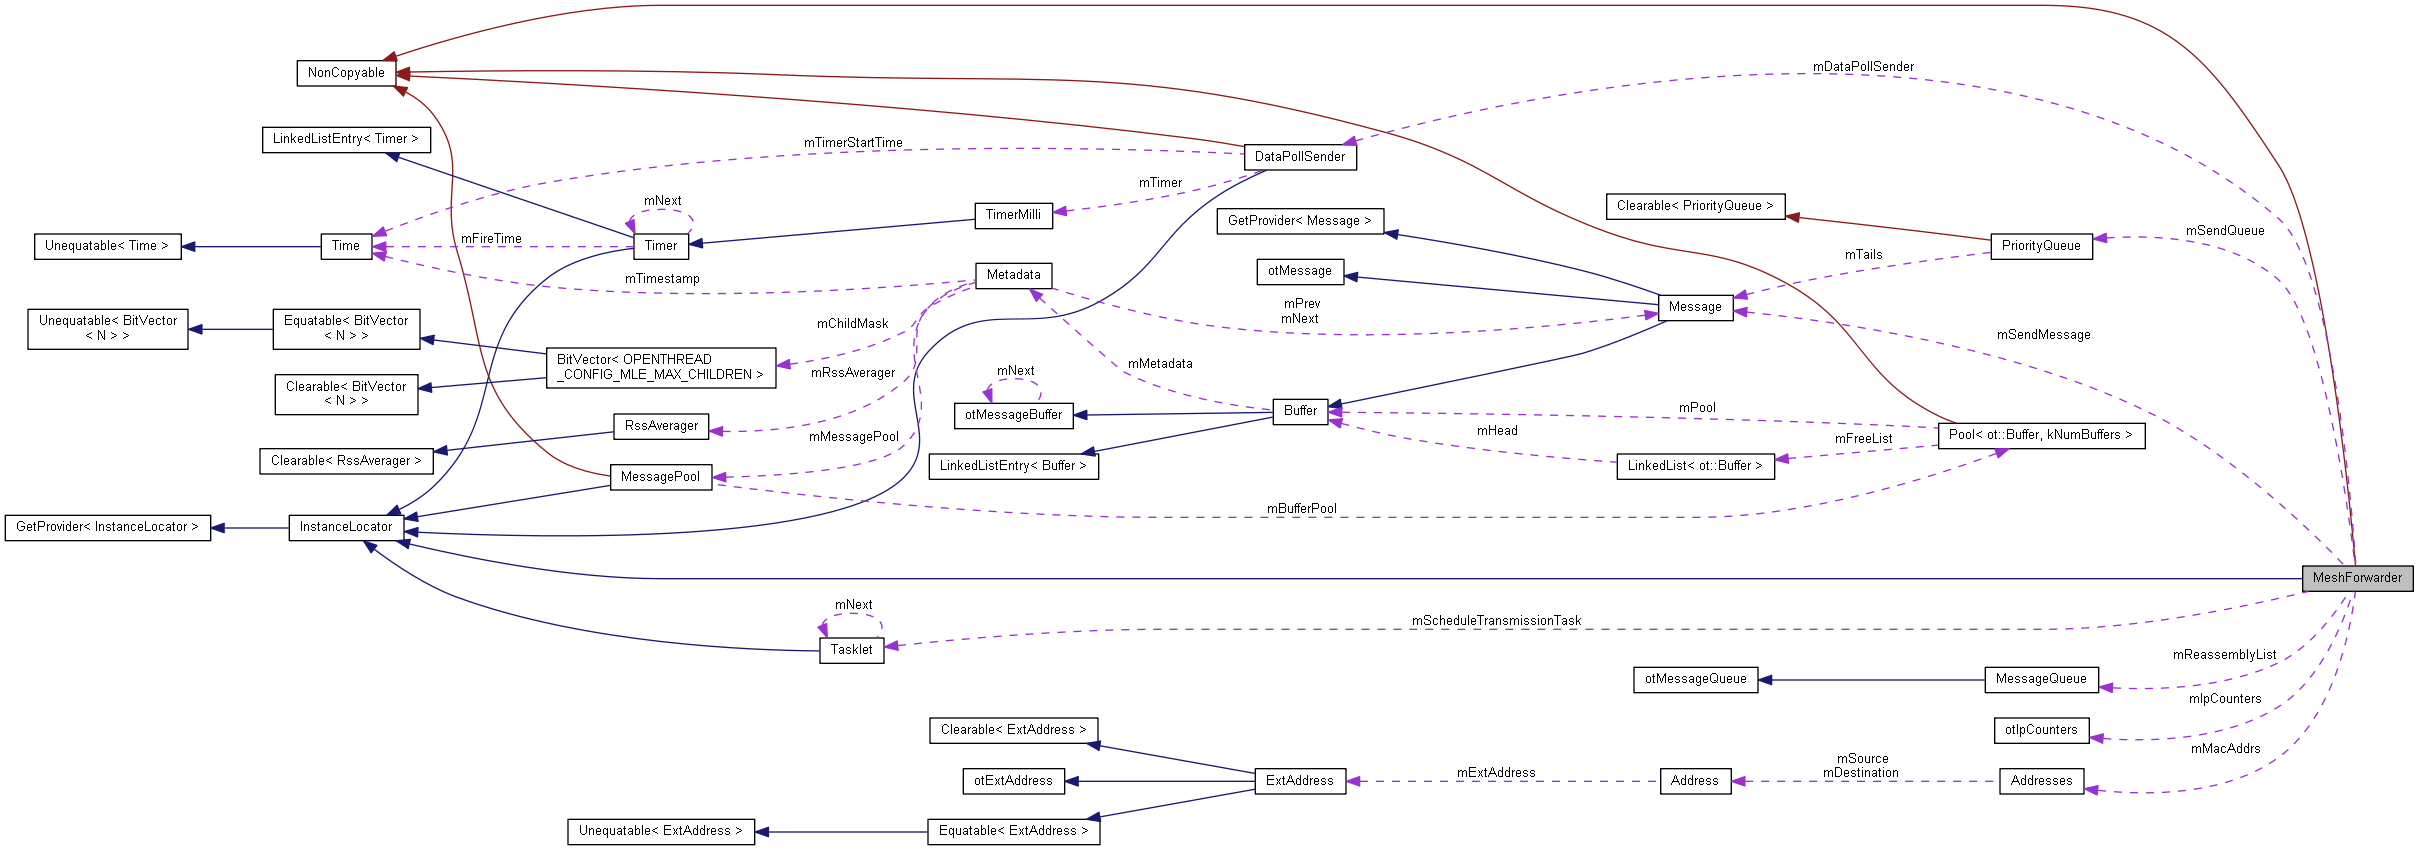 NonCopyable
mDataPollSender
LinkedListEntry< Timer >
mTimerStartTime
DataPollSender
mTimer
mNext
TimerMilli
Clearable< PriorityQueue >
GetProvider< Message >
mSendQueue
Unequatable< Time >
Time
mFireTime
Timer
PriorityQueue
mTails
mTimestamp
Metadata
otMessage
mPrev
mNext
Message
Unequatable< BitVector
< N > >
Equatable< BitVector
< N > >
mChildMask
mSendMessage
BitVector< OPENTHREAD
_CONFIG_MLE_MAX_CHILDREN >
mMetadata
mRssAverager
mNext
Clearable< BitVector
< N > >
otMessageBuffer
Buffer
mPool
RssAverager
mMessagePool
mHead
mFreeList
Pool< ot::Buffer, kNumBuffers >
Clearable< RssAverager >
LinkedListEntry< Buffer >
LinkedList< ot::Buffer >
MessagePool
mBufferPool
GetProvider< InstanceLocator >
InstanceLocator
MeshForwarder
mNext
mScheduleTransmissionTask
Tasklet
mReassemblyList
otMessageQueue
MessageQueue
mIpCounters
Clearable< ExtAddress >
otIpCounters
mMacAddrs
otExtAddress
ExtAddress
mExtAddress
Address
mSource
mDestination
Addresses
Unequatable< ExtAddress >
Equatable< ExtAddress >